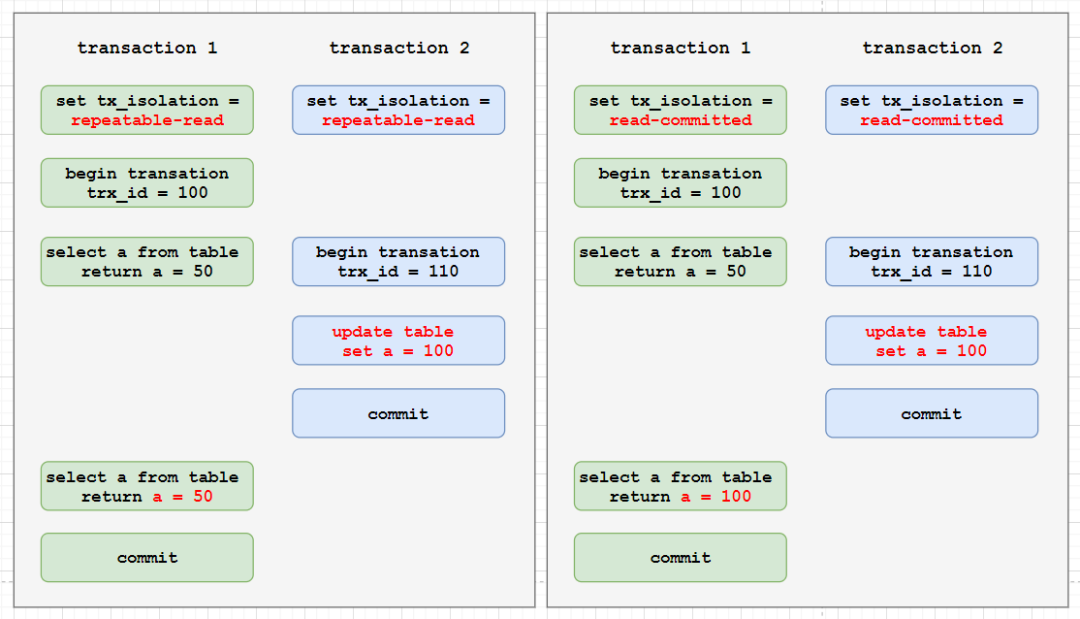 transaction 1
transaction 2
set tx_isolation =
repeatable-read
set tx_isolation =
repeatable-read
begin transation
trx_id = 100
select a from table
return a = 50
begin transation
trx_id = 110
update table
set a = 100
commit
select a from table
return a = 50
commit
transaction 1
transaction 2
set tx_isolation =
read-committed
set tx_isolation =
read-committed
begin transation
trx_id = 100
select a from table
return a = 50
begin transation
trx_id = 110
update table
set a = 100
commit
select a from table
return a = 100
commit